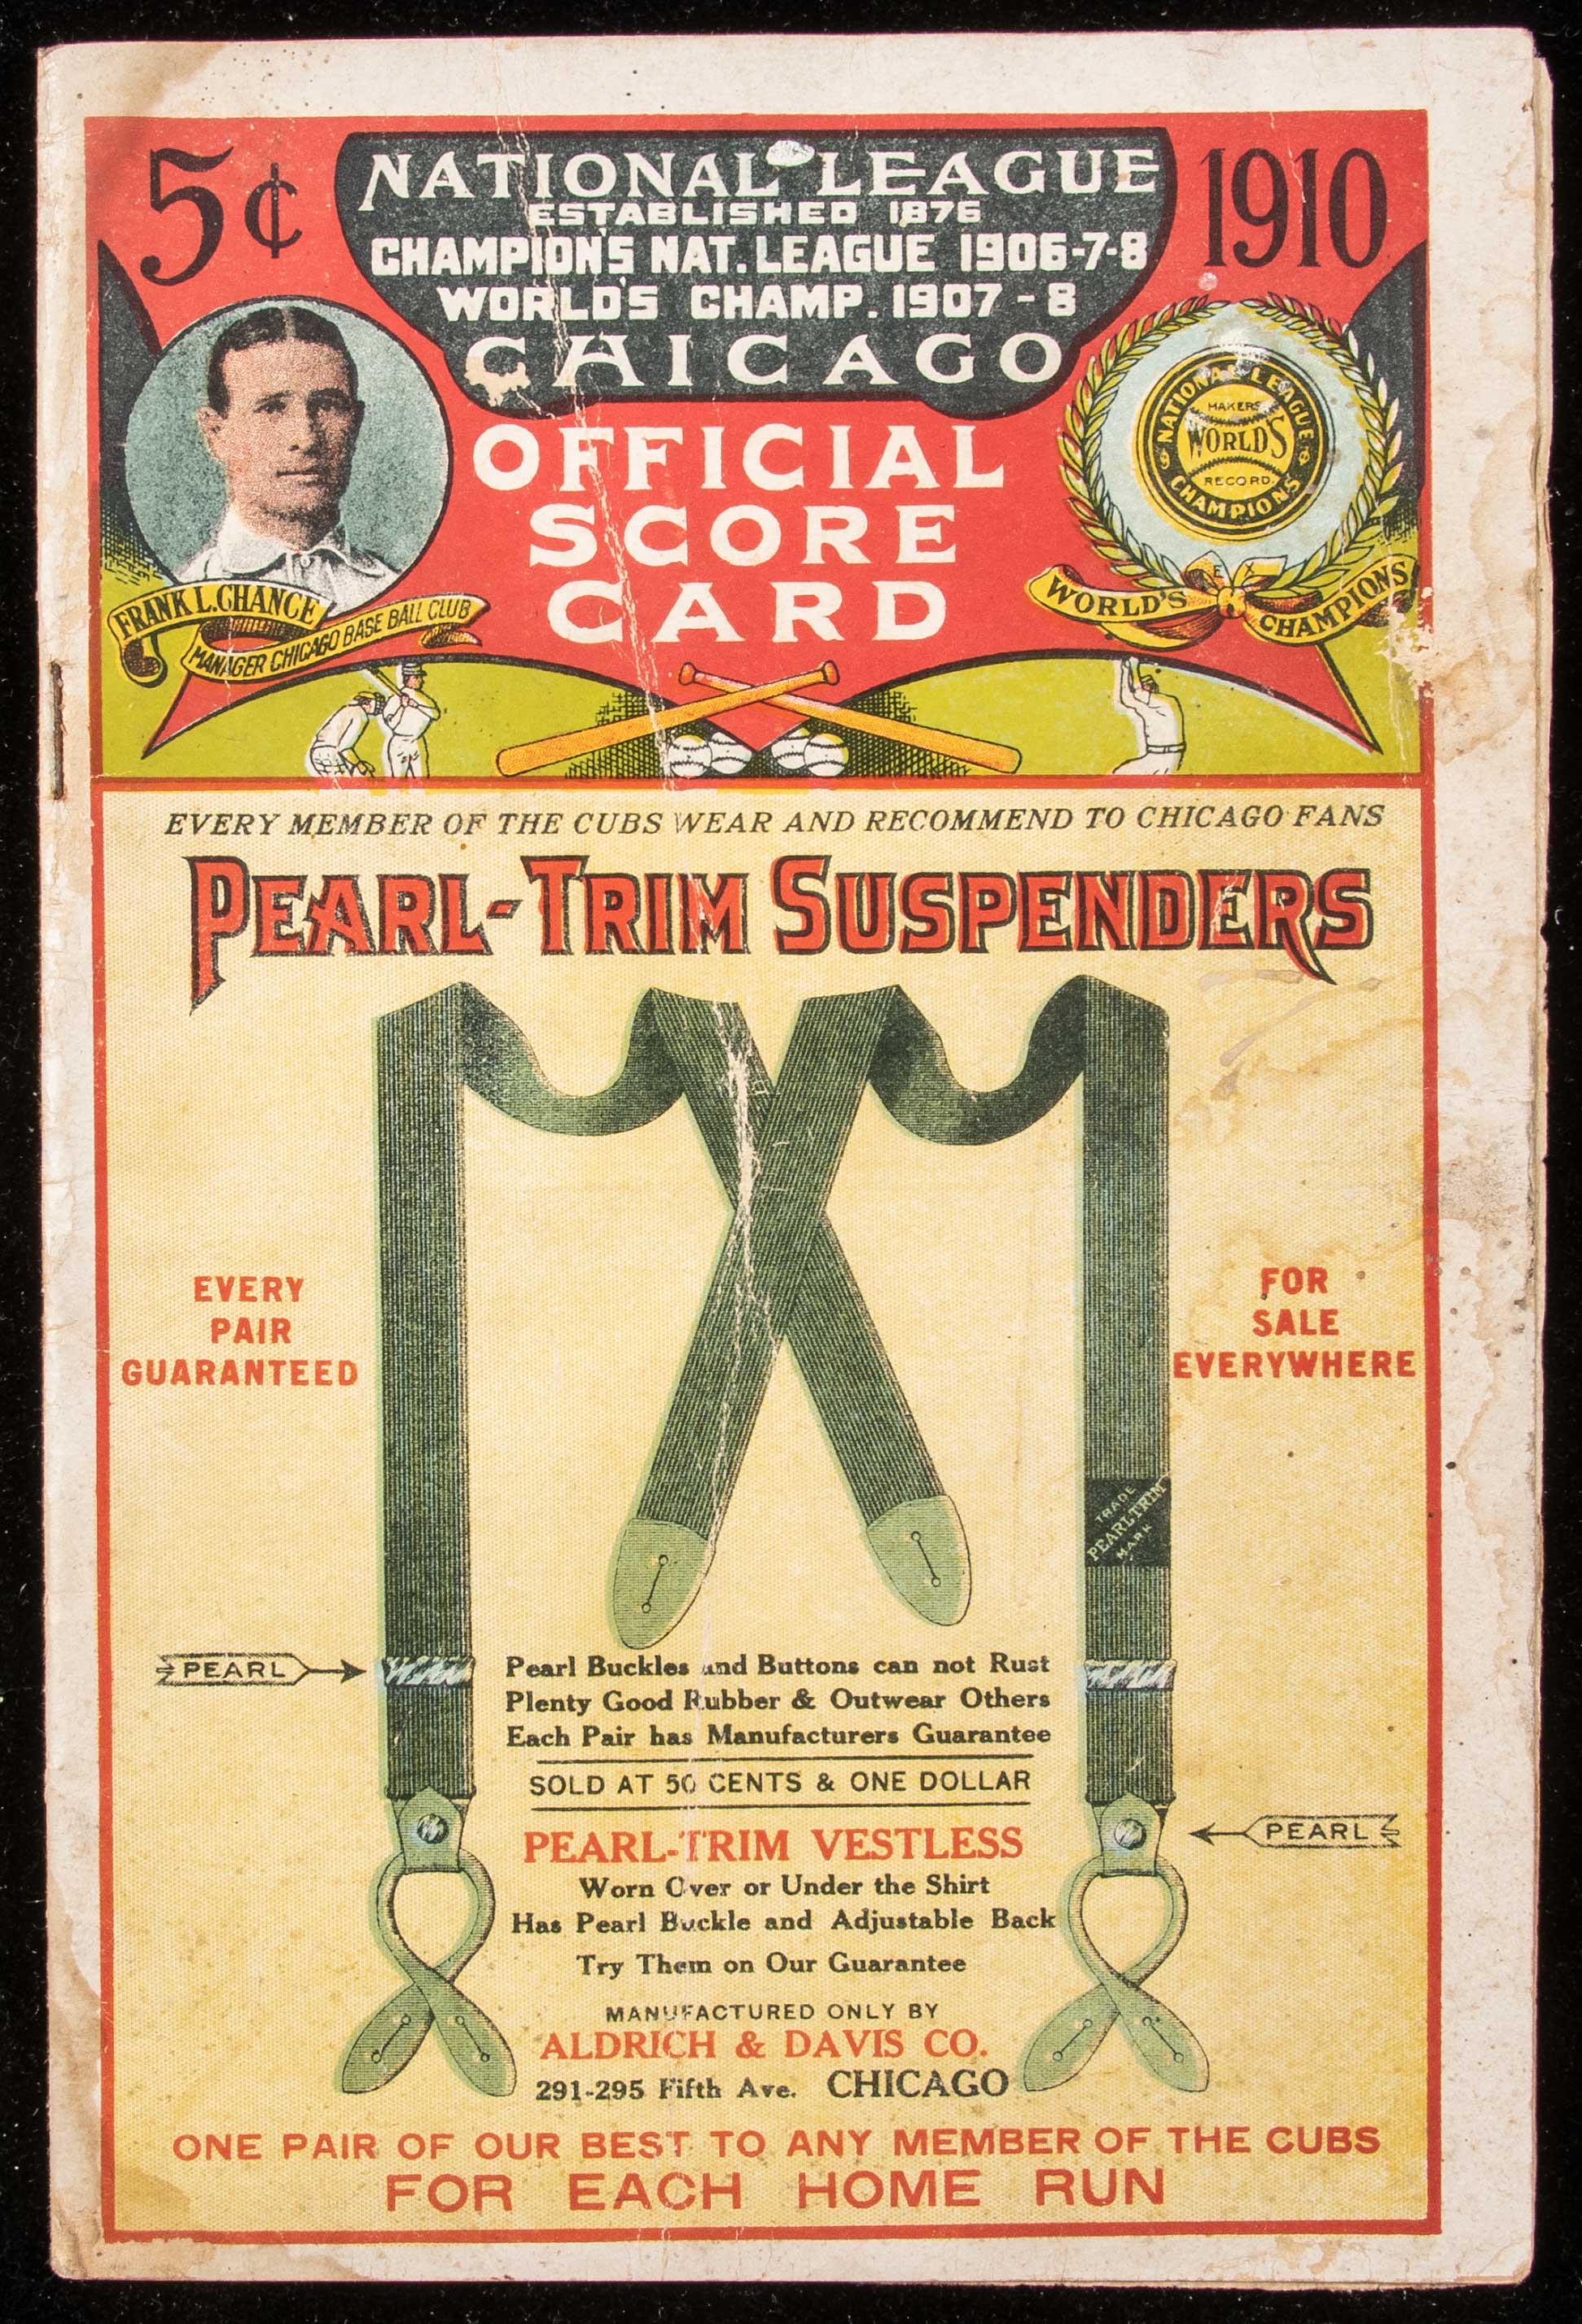 5¢
NATIONAL LEAGUE
ESTABLISHED 1876
CHAMPION'S NAT. LEAGUE 1906-7-8
WORLD'S CHAMP. 1907-8
CHICAGO
1910
OFFICIAL
SCORE
CARD
FRANK L. CHANCE
MANAGER CHICAGO BASE BALL CLUB
NATIONAL LEAGUE
MAKERS
WORLD'S
RECORD.
CHAMPIONS
EX
WORLD'S
CHAMPIONS
EVERY MEMBER OF THE CUBS WEAR AND RECOMMEND TO CHICAGO FANS
PEARL-TRIM SUSPENDERS
EVERY
PAIR
GUARANTEED
FOR
SALE
EVERYWHERE
TRADE
PEARLTRIM
MARK
PEARL
Pearl Buckles and Buttons can not Rust
Plenty Good Rubber & Outwear Others
Each Pair has Manufacturers Guarantee
SOLD AT 50 CENTS & ONE DOLLAR
PEARL
PEARL-TRIM VESTLESS
Worn Over or Under the Shirt
Has Pearl Buckle and Adjustable Back
Try Them on Our Guarantee
MANUFACTURED ONLY BY
ALDRICH & DAVIS CO.
291-295 Fifth Ave. CHICAGO
ONE PAIR OF OUR BEST TO ANY MEMBER OF THE CUBS
FOR EACH HOME RUN